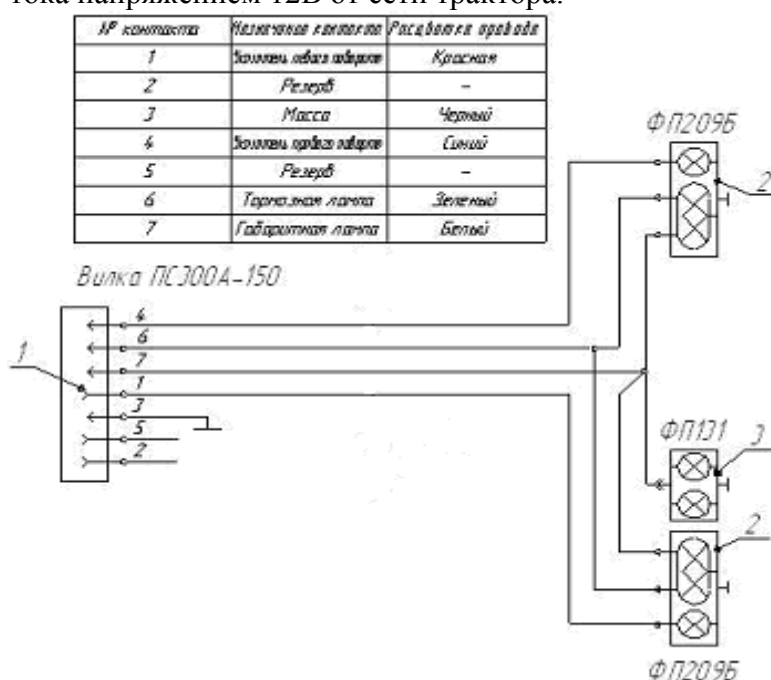 тока напряжением 12В от сети трактора.
№ контакта Назначение контакта Расцветка провода
1 Указатель левого поворота Красная
2 Резерв -
3 Масса Черный
4 Указатель правого поворота Синий
5 Резерв -
6 Тормозная лампа Зеленый
7 Габаритная лампа Белый
ФП209Б
2
Вилка ПС300А-150
1
4
6
7
1
3
5
2
ФП131
3
2
ФП209Б